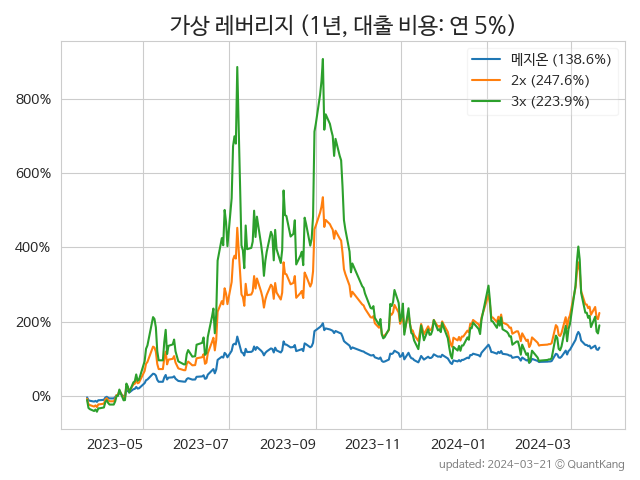 가상 레버리지 (1년, 대출 비용: 연 5%)
메지온 (138.6%)
2x (247.6%)
3x (223.9%)
800%
600%
400%
200%
0%
2023-05 2023-07 2023-09 2023-11 2024-01 2024-03
updated: 2024-03-21 © QuantKang